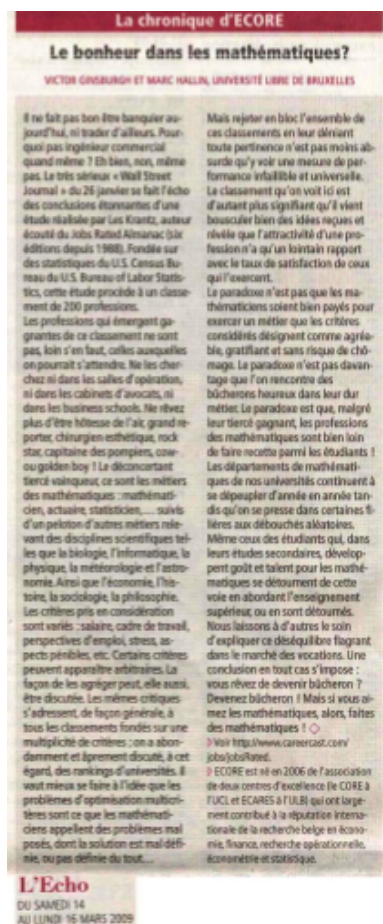 La chronique d'ECORE
Le bonheur dans les mathématiques?
VICTOR GINSBURGH ET MARC HALLIN, UNIVERSITÉ LIBRE DE BRUXELLES
Il ne fait pas bon être banquier au-
jourd'hui, ni trader d'ailleurs. Pour-
quoi pas ingénieur commercial
quand même ? Eh bien, non, même
pas. Le très sérieux « Wall Street
Journal » du 26 janvier se fait l'écho
des conclusions étonnantes d'une
étude réalisée par Les Krantz, auteur
écouté du Jobs Rated Almanac (six
éditions depuis 1988). Fondée sur
des statistiques du U.S. Census Bu-
reau du U.S. Bureau of Labor Statis-
tics, cette étude procède à un classe-
ment de 200 professions.
Les professions qui émergent ga-
gnantes de ce classement ne sont
pas, loin s'en faut, celles auxquelles
on pourrait s'attendre. Ne les cher-
chez ni dans les salles d'opération,
ni dans les cabinets d'avocats, ni
dans les business schools. Ne rêvez
plus d'être hôtesse de l'air, grand re-
porter, chirurgien esthétique, rock
star, capitaine des pompiers, cow-
ou golden boy ! Le déconcertant
tiercé vainqueur, ce sont les métiers
des mathématiques : mathémati-
cien, actuaire, statisticien,.... suivis
d'un peloton d'autres métiers rele-
vant des disciplines scientifiques tel-
les que la biologie, l'informatique, la
physique, la météorologie et l'astro-
nomie. Ainsi que l'économie, l'his-
toire, la sociologie, la philosophie.
Les critères pris en considération
sont variés : salaire, cadre de travail,
perspectives d'emploi, stress, as-
pects pénibles, etc. Certains critères
peuvent apparaître arbitraires. La
façon de les agréger peut, elle aussi,
être discutée. Les mêmes critiques
s'adressent, de façon générale, à
tous les classements fondés sur une
multiplicité de critères : on a abon-
damment et âprement discuté, à cet
égard, des rankings d'universités. Il
vaut mieux se faire à l'idée que les
problèmes d'optimisation multicri-
tères sont ce que les mathémati-
ciens appellent des problèmes mal
posés, dont la solution est mal défi-
nie, ou pas définie du tout....
Mais rejeter en bloc l'ensemble de
ces classements en leur déniant
toute pertinence n'est pas moins ab-
surde qu'y voir une mesure de per-
formance infaillible et universelle.
Le classement qu'on voit ici est
d'autant plus signifiant qu'il vient
bousculer bien des idées reçues et
révèle que l'attractivité d'une pro-
fession n'a qu'un lointain rapport
avec le taux de satisfaction de ceux
qui l'exercent.
Le paradoxe n'est pas que les ma-
thématiciens soient bien payés pour
exercer un métier que les critères
considérés désignent comme agréa-
ble, gratifiant et sans risque de chô-
mage. Le paradoxe n'est pas davan-
tage que l'on rencontre des
bûcherons heureux dans leur dur
métier. Le paradoxe est que, malgré
leur tiercé gagnant, les professions
des mathématiques sont bien loin
de faire recette parmi les étudiants !
Les départements de mathémati-
ques de nos universités continuent à
se dépeupler d'année en année tan-
dis qu'on se presse dans certaines fi-
lières aux débouchés aléatoires.
Même ceux des étudiants qui, dans
leurs études secondaires, dévelop-
pent goût et talent pour les mathé-
matiques se détournent de cette
voie en abordant l'enseignement
supérieur, ou en sont détournés.
Nous laissons à d'autres le soin
d'expliquer ce déséquilibre flagrant
dans le marché des vocations. Une
conclusion en tout cas s'impose :
vous rêvez de devenir bûcheron ?
Devenez bûcheron ! Mais si vous ai-
mez les mathématiques, alors, faites
des mathématiques !
Voir http://www.careercast.com/
jobs/jobsRated.
ECORE est né en 2006 de l'association
de deux centres d'excellence (le CORE à
l'UCL et ECARES à l'ULB) qui ont large-
ment contribué à la réputation interna-
tionale de la recherche belge en écono-
mie, finance, recherche opérationnelle,
économétrie et statistique.
L'Echo
DU SAMEDI 14
AU LUNDI 16 MARS 2009